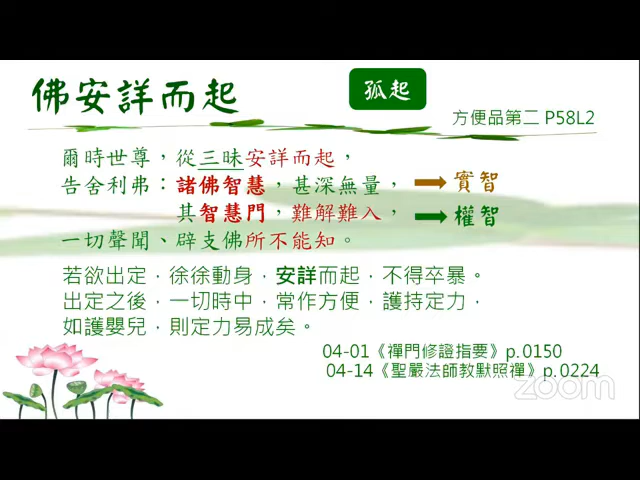 佛安詳而起
孤起
方便品第二 P58L2
爾時世尊，從三昧安詳而起，
告舍利弗：諸佛智慧，甚深無量， 實智
其智慧門，難解難入， 權智
一切聲聞、辟支佛所不能知。
若欲出定，徐徐動身，安詳而起，不得卒暴。
出定之後，一切時中，常作方便，護持定力，
如護嬰兒，則定力易成矣。
04-01《禪門修證指要》p.0150
04-14《聖嚴法師教默照禪》p.0224
zoom